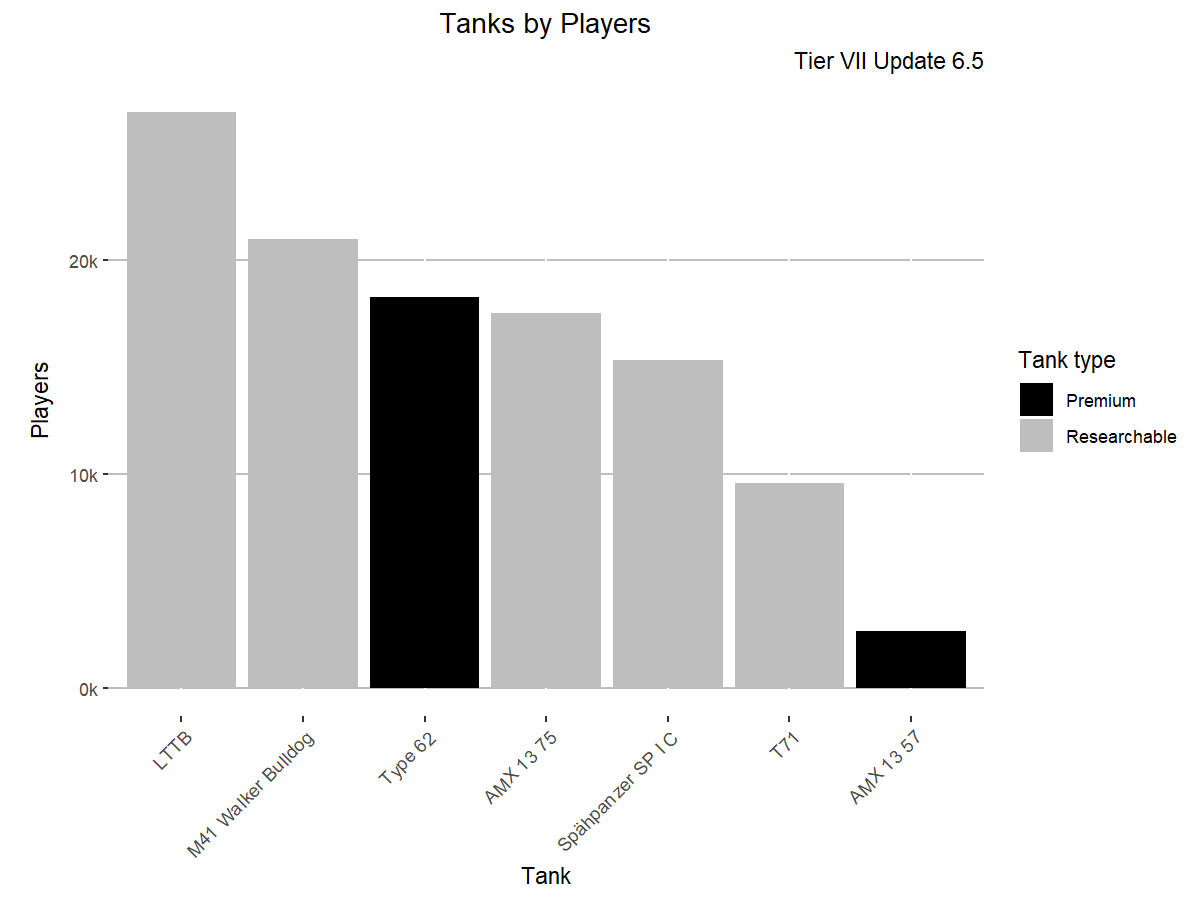 Tanks by Players
Tier VII Update 6.5
Players
20k
10k
0k
LTTB
M41 Walker Bulldog
Type 62
AMX 13 75
Spähpanzer SP I C
T71
AMX 13 57
Tank
Tank type
Premium
Researchable